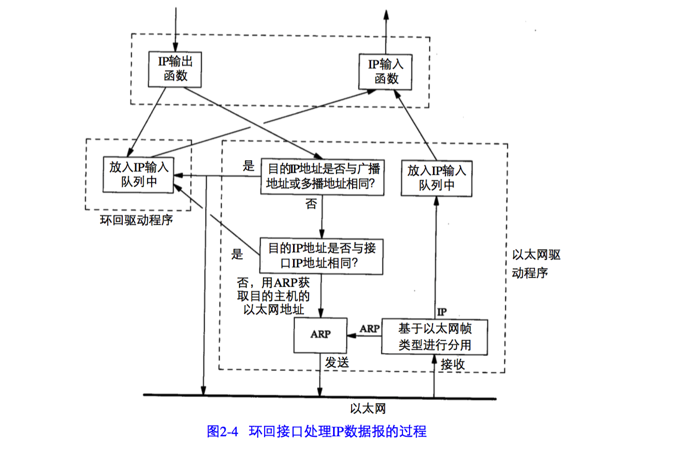 IP输出
函数
IP输入
函数
放入IP输入
队列中
环回驱动程序
是
目的IP地址是否与广播
地址或多播地址相同?
放入IP输入
队列中
否
是
目的IP地址是否与接
口IP地址相同?
以太网驱
动程序
否，用ARP获
取目的主机的
以太网地址
IP
ARP
ARP
基于以太网帧
类型进行分用
发送
接收
以太网
图2-4 环回接口处理IP数据报的过程